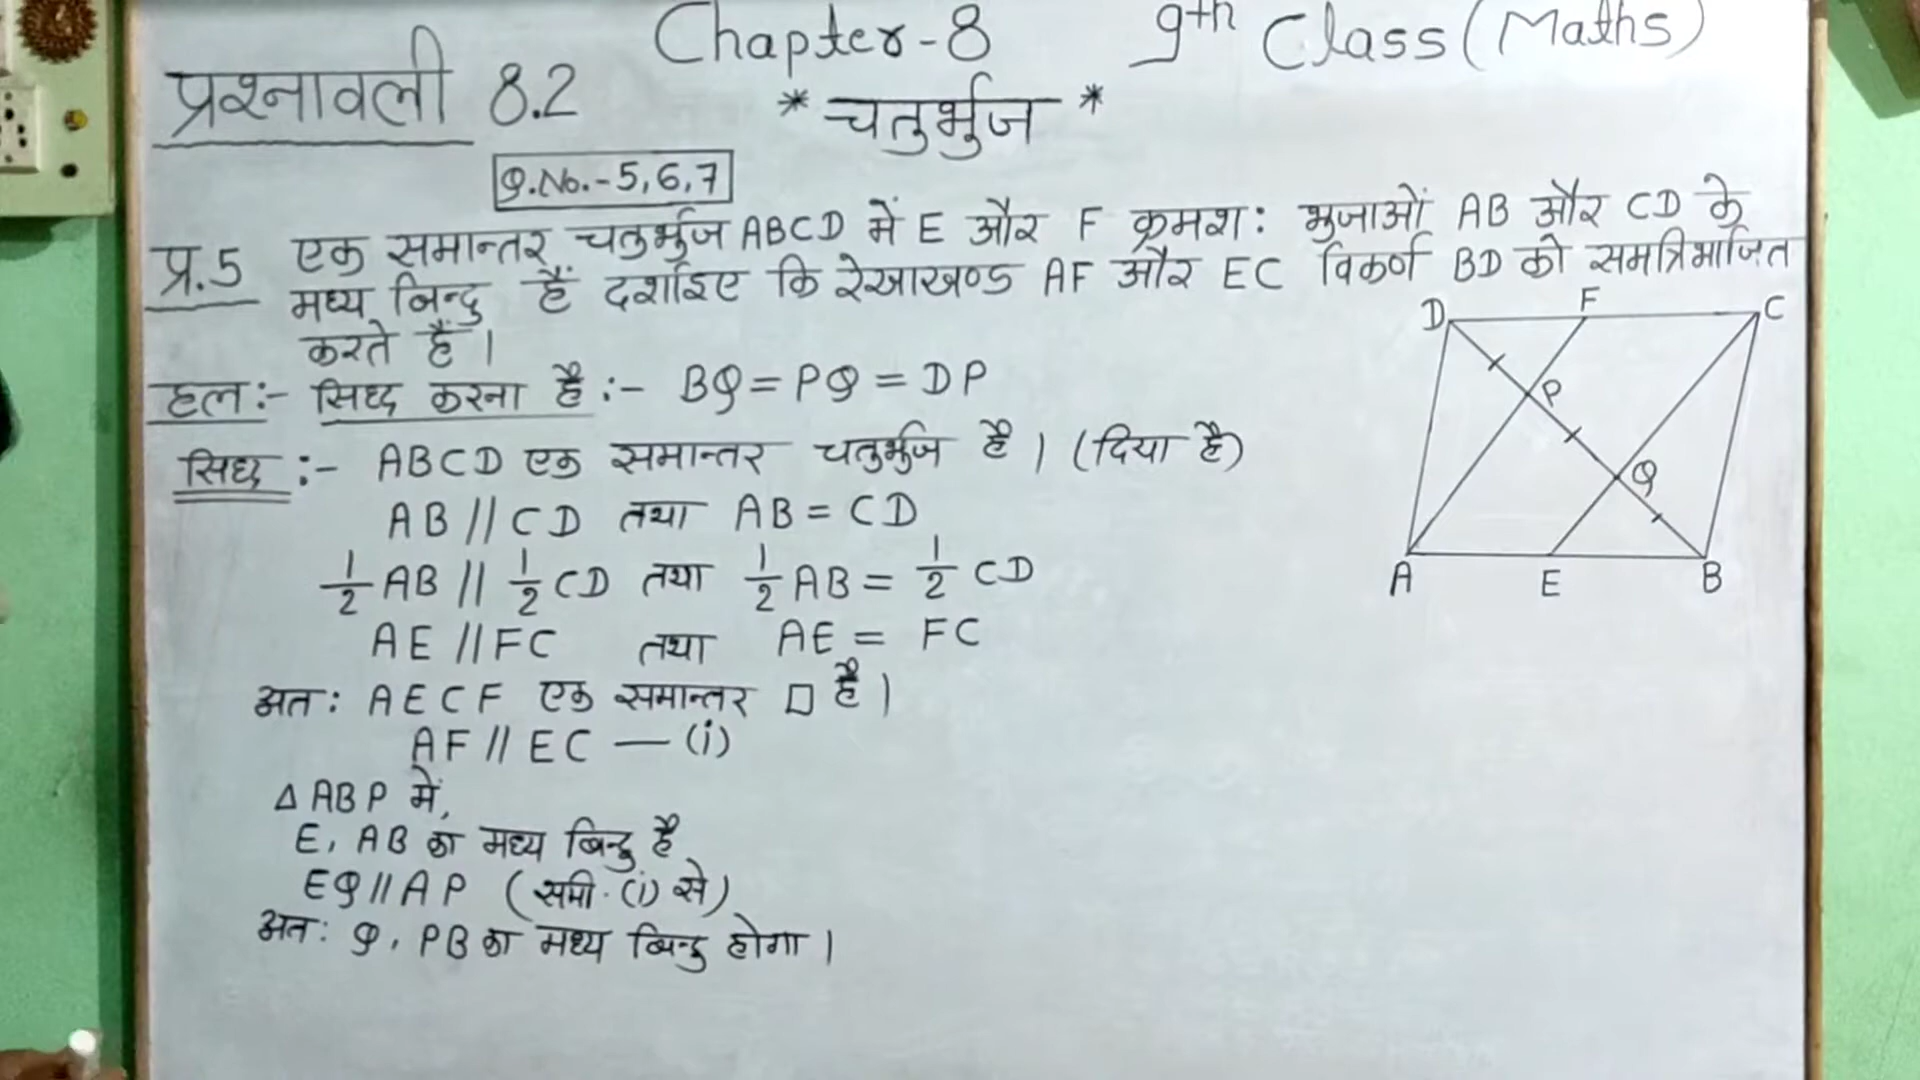 Chapter-8 9th Class (Maths)
प्रश्नावली 8.2
* चतुर्भुज *
Q.No.-5,6,7
प्र.5 एक समान्तर चतुर्भुज ABCD में E और F क्रमश: भुजाओं AB और CD के
मध्य बिन्दु हैं दर्शाइए कि रेखाखण्ड AF और EC विकर्ण BD को समत्रिभाजित
करते हैं।
हल:- सिध्द करना है:- BQ = PQ = DP
सिध्द:- ABCD एक समान्तर चतुर्भुज है। (दिया है)
AB // CD तथा AB = CD
1/2 AB // 1/2 CD तथा 1/2 AB = 1/2 CD
AE // FC तथा AE = FC
अत: AECF एक समान्तर □ है।
AF // EC — (i)
Δ ABP में,
E, AB का मध्य बिन्दु है
EQ // AP (समी. (i) से)
अत: Q, PB का मध्य बिन्दु होगा।
D F C
P
Q
A E B